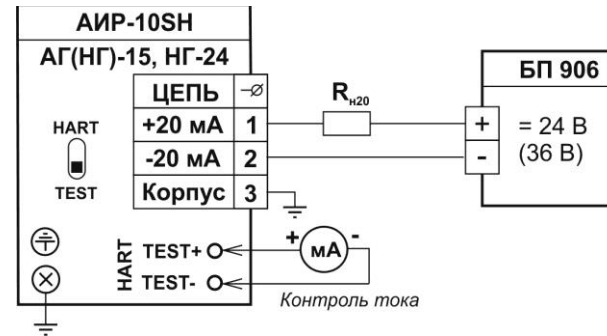 АИР-10SH
АГ(НГ)-15, НГ-24
ЦЕПЬ
HART
TEST
+20 мА 1
-20 мА 2
Корпус 3
Rн20
БП 906
+
-
= 24 В
(36 В)
HART
TEST+
TEST-
+ мА -
Контроль тока